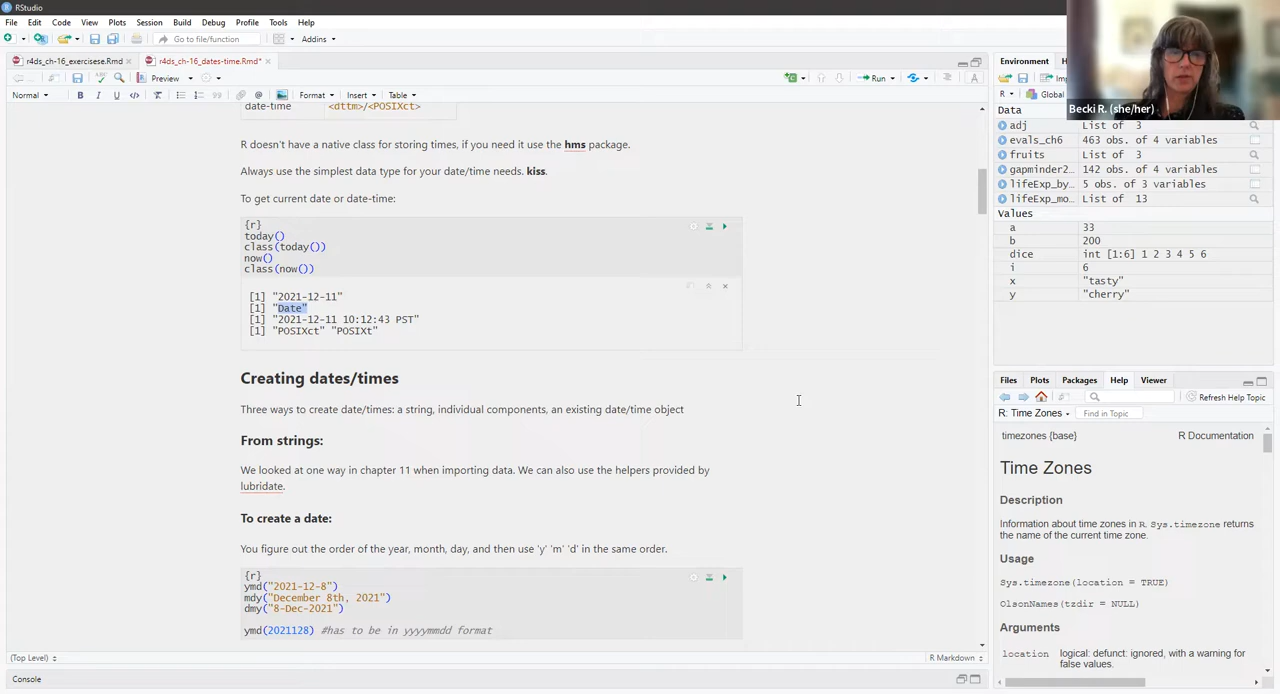 RStudio
File Edit Code View Plots Session Build Debug Profile Tools Help
Go to file/function Addins
r4ds_ch-16_exercisese.Rmd r4ds_ch-16_dates-time.Rmd*
Preview Run
Normal B I U Format Insert Table
date-time <dttm>/<POSIXct>
R doesn't have a native class for storing times, if you need it use the hms package.
Always use the simplest data type for your date/time needs. kiss.
To get current date or date-time:
{r}
today()
class(today())
now()
class(now())
[1] "2021-12-11"
[1] "Date"
[1] "2021-12-11 10:12:43 PST"
[1] "POSIXct" "POSIXt"
Creating dates/times
Three ways to create date/times: a string, individual components, an existing date/time object
From strings:
We looked at one way in chapter 11 when importing data. We can also use the helpers provided by
lubridate.
To create a date:
You figure out the order of the year, month, day, and then use 'y' 'm' 'd' in the same order.
{r}
ymd("2021-12-8")
mdy("December 8th, 2021")
dmy("8-Dec-2021")
ymd(2021128) #has to be in yyyymmdd format
(Top Level) R Markdown
Console
Becki R. (she/her)
Environment
R Global
Data
adj List of 3
evals_ch6 463 obs. of 4 variables
fruits List of 3
gapminder2… 142 obs. of 4 variables
lifeExp_by… 5 obs. of 3 variables
lifeExp_mo… List of 13
Values
a 33
b 200
dice int [1:6] 1 2 3 4 5 6
i 6
x "tasty"
y "cherry"
Files Plots Packages Help Viewer
Refresh Help Topic
R: Time Zones Find in Topic
timezones {base} R Documentation
Time Zones
Description
Information about time zones in R. Sys.timezone returns
the name of the current time zone.
Usage
Sys.timezone(location = TRUE)
OlsonNames(tzdir = NULL)
Arguments
location logical: defunct: ignored, with a warning for
false values.